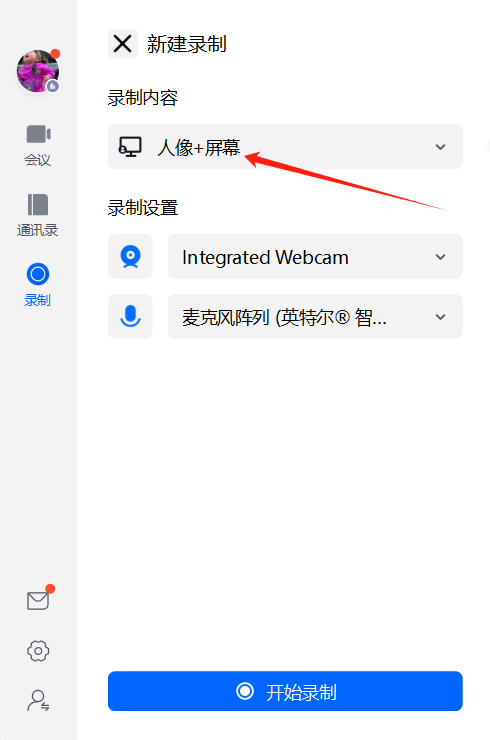 新建录制
录制内容
人像+屏幕
会议
录制设置
通讯录
Integrated Webcam
录制
麦克风阵列 (英特尔® 智...
开始录制